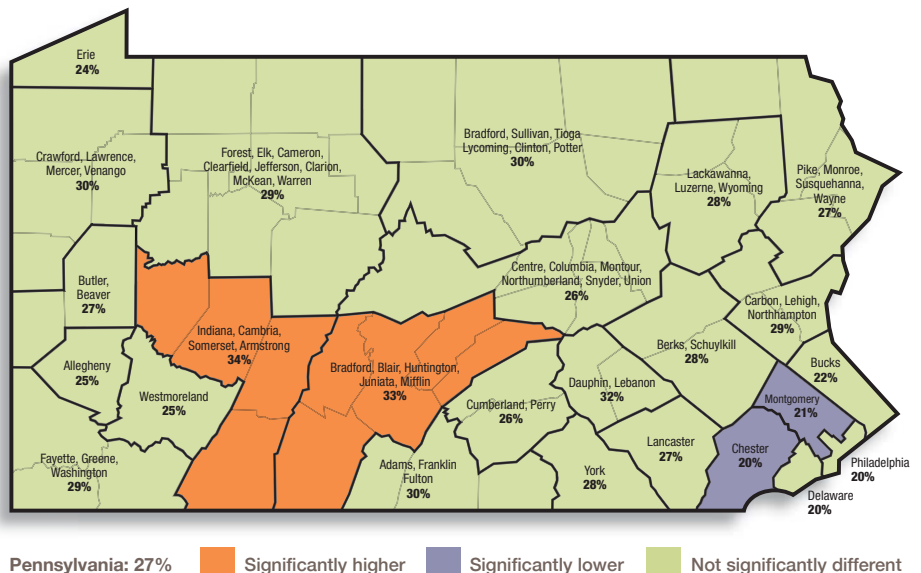 Erie
24%
Crawford, Lawrence,
Mercer, Venango
30%
Forest, Elk, Cameron,
Clearfield, Jefferson, Clarion,
McKean, Warren
29%
Bradford, Sullivan, Tioga
Lycoming, Clinton, Potter
30%
Lackawanna,
Luzerne, Wyoming
28%
Pike, Monroe,
Susquehanna,
Wayne
27%
Butler,
Beaver
27%
Indiana, Cambria,
Somerset, Armstrong
34%
Centre, Columbia, Montour,
Northumberland, Snyder, Union
26%
Carbon, Lehigh,
Northhampton
29%
Allegheny
25%
Westmoreland
25%
Bradford, Blair, Huntington,
Juniata, Mifflin
33%
Berks, Schuylkill
28%
Bucks
22%
Dauphin, Lebanon
32%
Cumberland, Perry
26%
Montgomery
21%
Fayette, Greene,
Washington
29%
Adams, Franklin
Fulton
30%
York
28%
Lancaster
27%
Chester
20%
Philadelphia
20%
Delaware
20%
Pennsylvania: 27%
Significantly higher
Significantly lower
Not significantly different